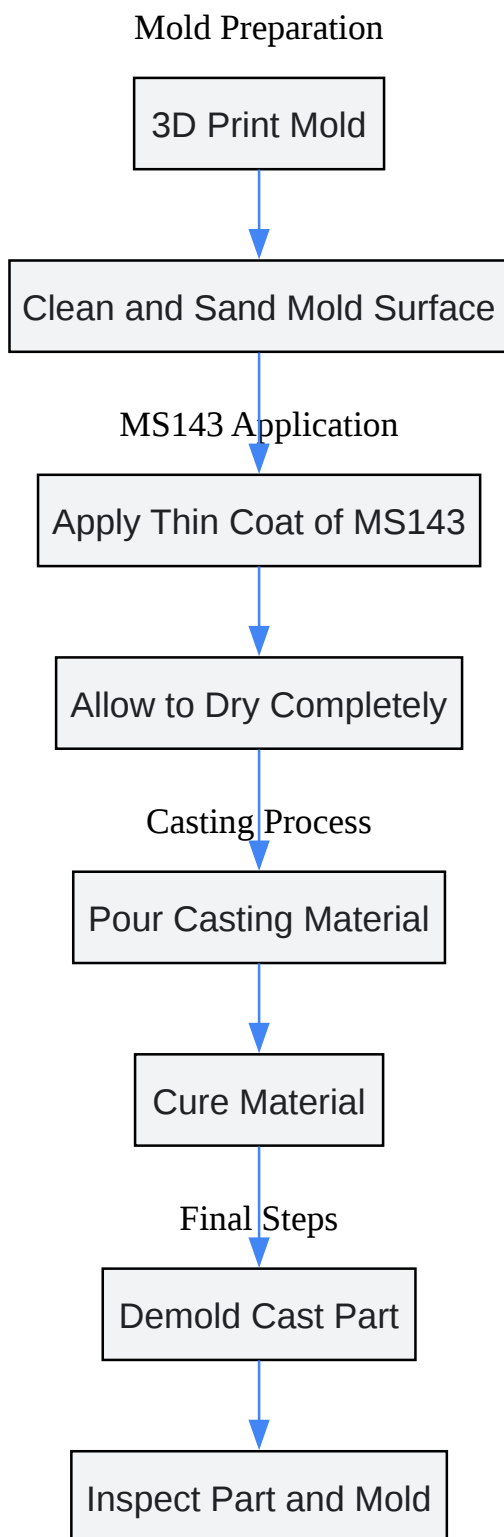 Mold Preparation
3D Print Mold
Clean and Sand Mold Surface
MS143 Application
Apply Thin Coat of MS143
Allow to Dry Completely
Casting Process
Pour Casting Material
Cure Material
Final Steps
Demold Cast Part
Inspect Part and Mold